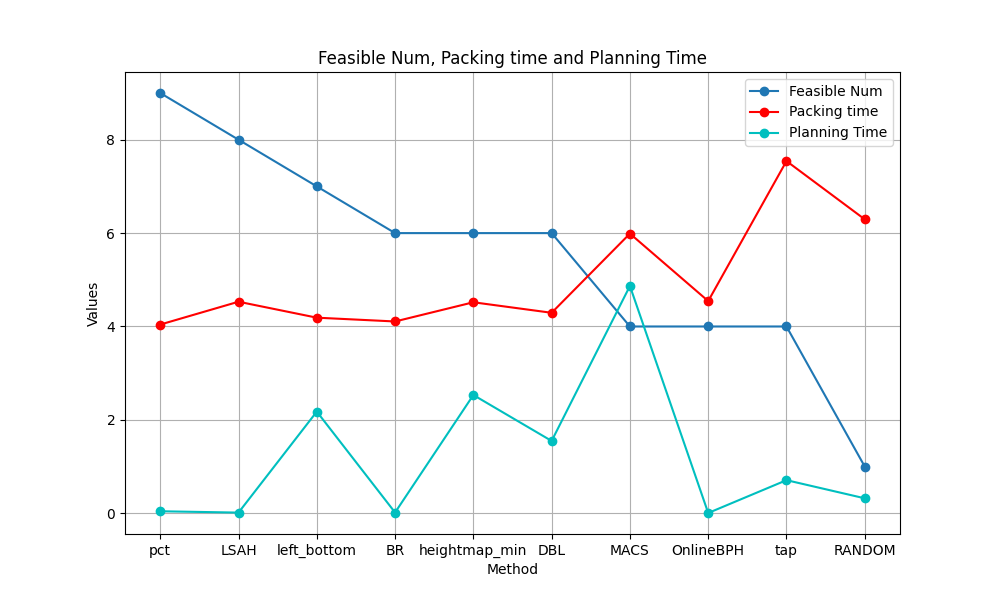 Feasible Num, Packing time and Planning Time
Feasible Num
Packing time
Planning Time
Values
8
6
4
2
0
pct LSAH left_bottom BR heightmap_min DBL MACS OnlineBPH tap RANDOM
Method